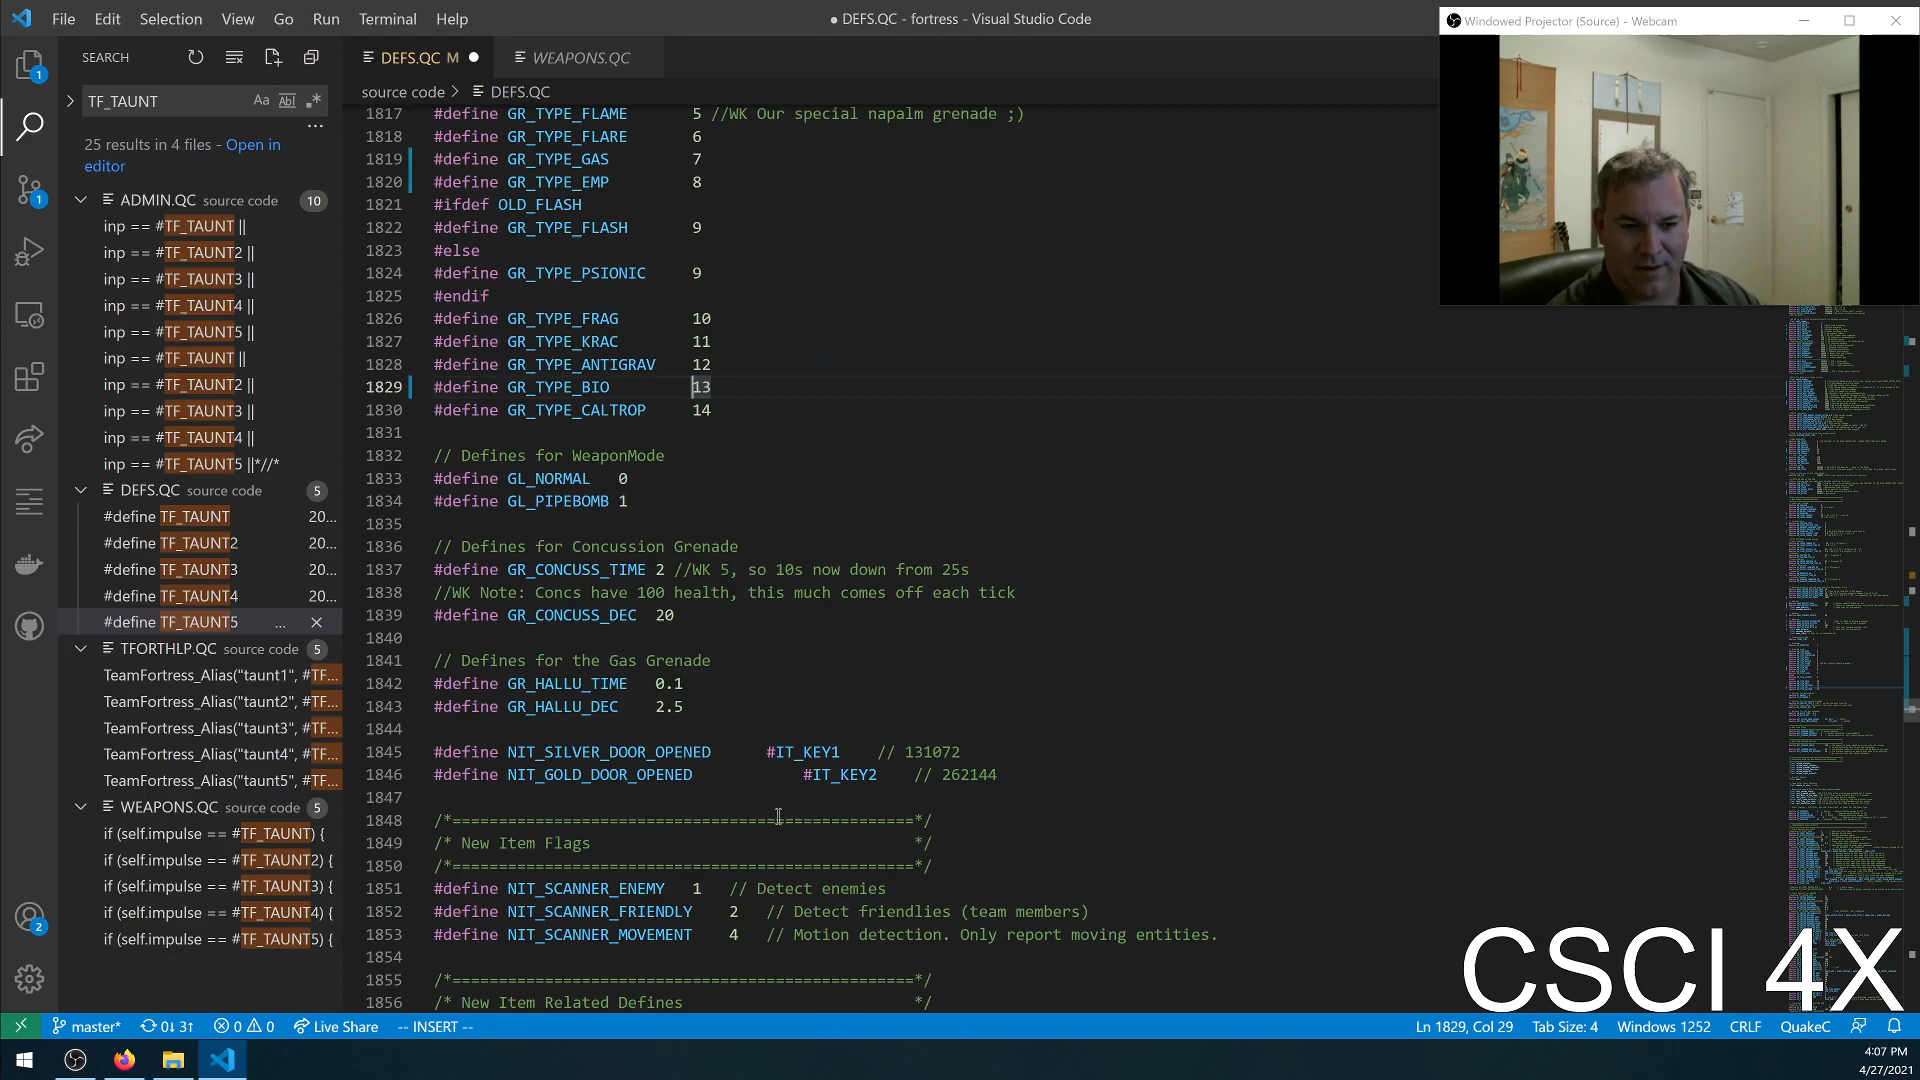 File Edit Selection View Go Run Terminal Help
● DEFS.QC - fortress - Visual Studio Code
Windowed Projector (Source) - Webcam
SEARCH
DEFS.QC M
WEAPONS.QC
TF_TAUNT
Aa Ab| .*
source code > DEFS.QC
25 results in 4 files - Open in
editor
ADMIN.QC source code 10
inp == #TF_TAUNT ||
inp == #TF_TAUNT2 ||
inp == #TF_TAUNT3 ||
inp == #TF_TAUNT4 ||
inp == #TF_TAUNT5 ||
inp == #TF_TAUNT ||
inp == #TF_TAUNT2 ||
inp == #TF_TAUNT3 ||
inp == #TF_TAUNT4 ||
inp == #TF_TAUNT5 ||*//*
DEFS.QC source code 5
#define TF_TAUNT 20...
#define TF_TAUNT2 20...
#define TF_TAUNT3 20...
#define TF_TAUNT4 20...
#define TF_TAUNT5 ...
TFORTHLP.QC source code 5
TeamFortress_Alias("taunt1", #TF...
TeamFortress_Alias("taunt2", #TF...
TeamFortress_Alias("taunt3", #TF...
TeamFortress_Alias("taunt4", #TF...
TeamFortress_Alias("taunt5", #TF...
WEAPONS.QC source code 5
if (self.impulse == #TF_TAUNT) {
if (self.impulse == #TF_TAUNT2) {
if (self.impulse == #TF_TAUNT3) {
if (self.impulse == #TF_TAUNT4) {
if (self.impulse == #TF_TAUNT5) {
1
1
2
1817 #define GR_TYPE_FLAME 5 //WK Our special napalm grenade ;)
1818 #define GR_TYPE_FLARE 6
1819 #define GR_TYPE_GAS 7
1820 #define GR_TYPE_EMP 8
1821 #ifdef OLD_FLASH
1822 #define GR_TYPE_FLASH 9
1823 #else
1824 #define GR_TYPE_PSIONIC 9
1825 #endif
1826 #define GR_TYPE_FRAG 10
1827 #define GR_TYPE_KRAC 11
1828 #define GR_TYPE_ANTIGRAV 12
1829 #define GR_TYPE_BIO 13
1830 #define GR_TYPE_CALTROP 14
1831
1832 // Defines for WeaponMode
1833 #define GL_NORMAL 0
1834 #define GL_PIPEBOMB 1
1835
1836 // Defines for Concussion Grenade
1837 #define GR_CONCUSS_TIME 2 //WK 5, so 10s now down from 25s
1838 //WK Note: Concs have 100 health, this much comes off each tick
1839 #define GR_CONCUSS_DEC 20
1840
1841 // Defines for the Gas Grenade
1842 #define GR_HALLU_TIME 0.1
1843 #define GR_HALLU_DEC 2.5
1844
1845 #define NIT_SILVER_DOOR_OPENED #IT_KEY1 // 131072
1846 #define NIT_GOLD_DOOR_OPENED #IT_KEY2 // 262144
1847
1848 /*==================================================*/
1849 /* New Item Flags */
1850 /*==================================================*/
1851 #define NIT_SCANNER_ENEMY 1 // Detect enemies
1852 #define NIT_SCANNER_FRIENDLY 2 // Detect friendlies (team members)
1853 #define NIT_SCANNER_MOVEMENT 4 // Motion detection. Only report moving entities.
1854
1855 /*==================================================*/
1856 /* New Item Related Defines */
CSCI 4X
master* 0↓ 3↑ 0 0 Live Share -- INSERT --
Ln 1829, Col 29 Tab Size: 4 Windows 1252 CRLF QuakeC
4:07 PM
4/27/2021